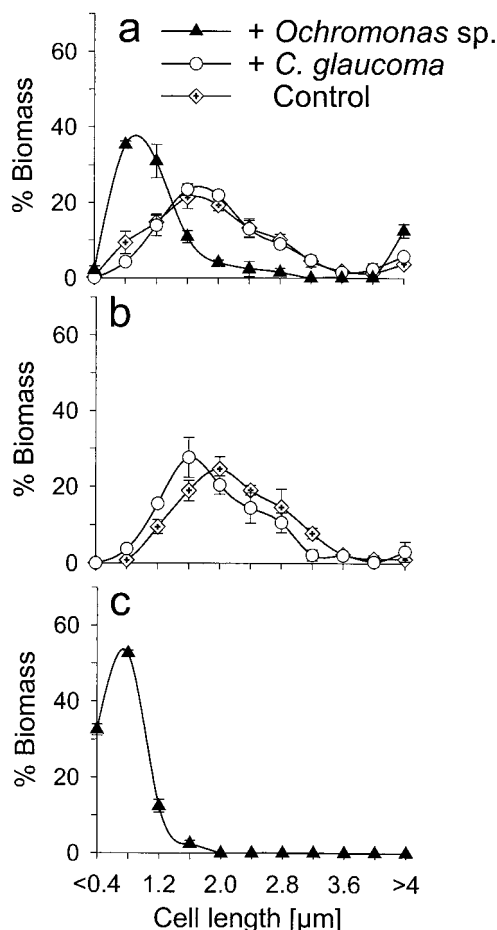 a
+ Ochromonas sp.
+ C. glaucoma
Control
% Biomass
60
40
20
0
b
% Biomass
60
40
20
0
c
% Biomass
60
40
20
0
<0.4 1.2 2.0 2.8 3.6 >4
Cell length [µm]